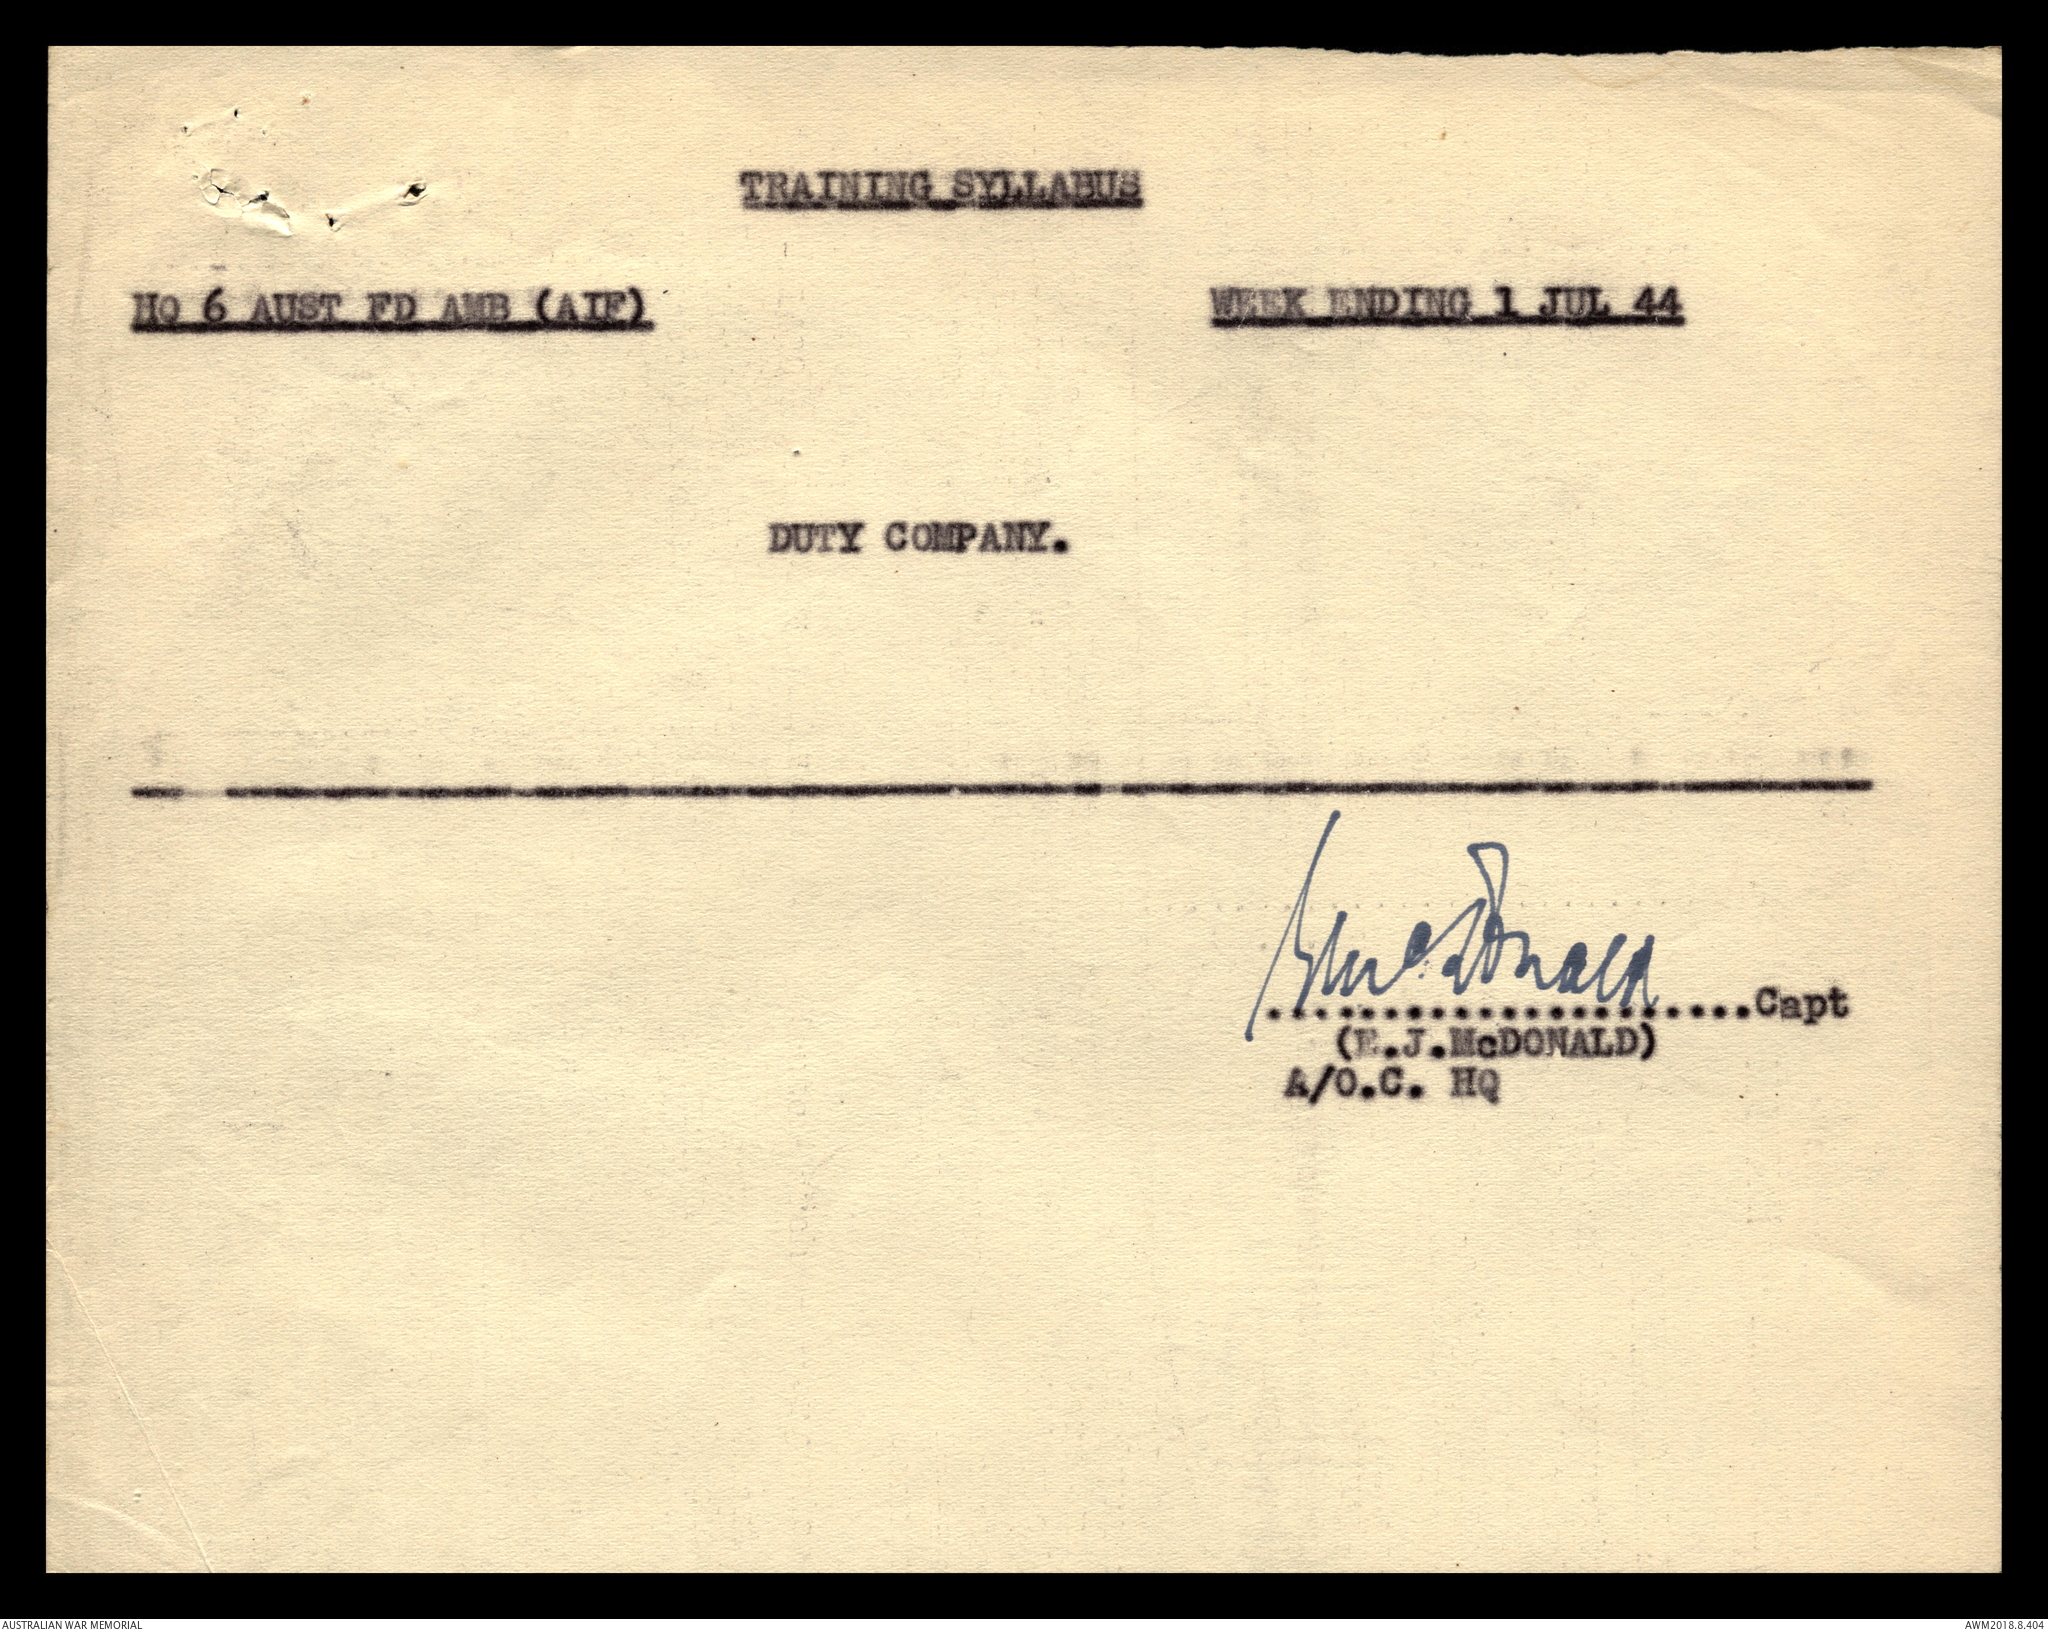 TRAINING SYLLABUS
HQ 6 AUST FD AMB (AIF) WEEK ENDING 1 JUL 44
DUTY COMPANY.
EMcDonald
....................Capt
(E.J.McDONALD)
A/O.C. HQ
AUSTRALIAN WAR MEMORIAL AWM2018.8.404